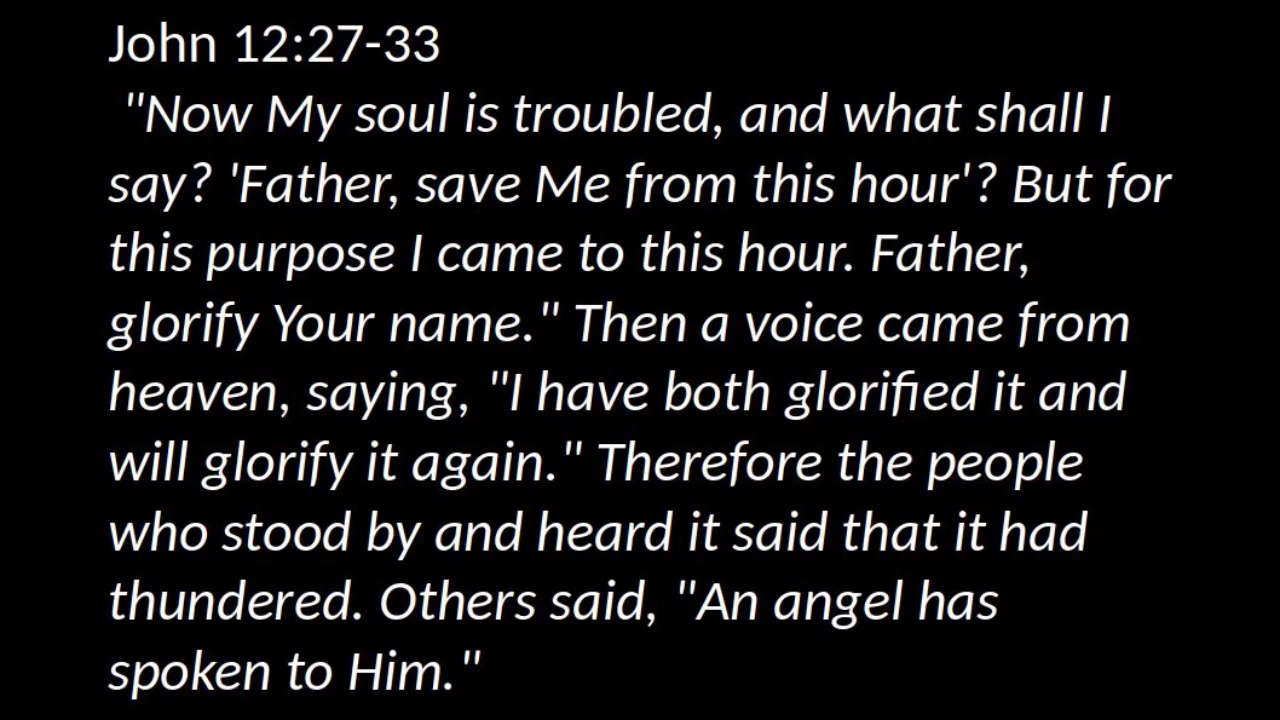 John 12:27-33
"Now My soul is troubled, and what shall I
say? 'Father, save Me from this hour'? But for
this purpose I came to this hour. Father,
glorify Your name." Then a voice came from
heaven, saying, "I have both glorified it and
will glorify it again." Therefore the people
who stood by and heard it said that it had
thundered. Others said, "An angel has
spoken to Him."